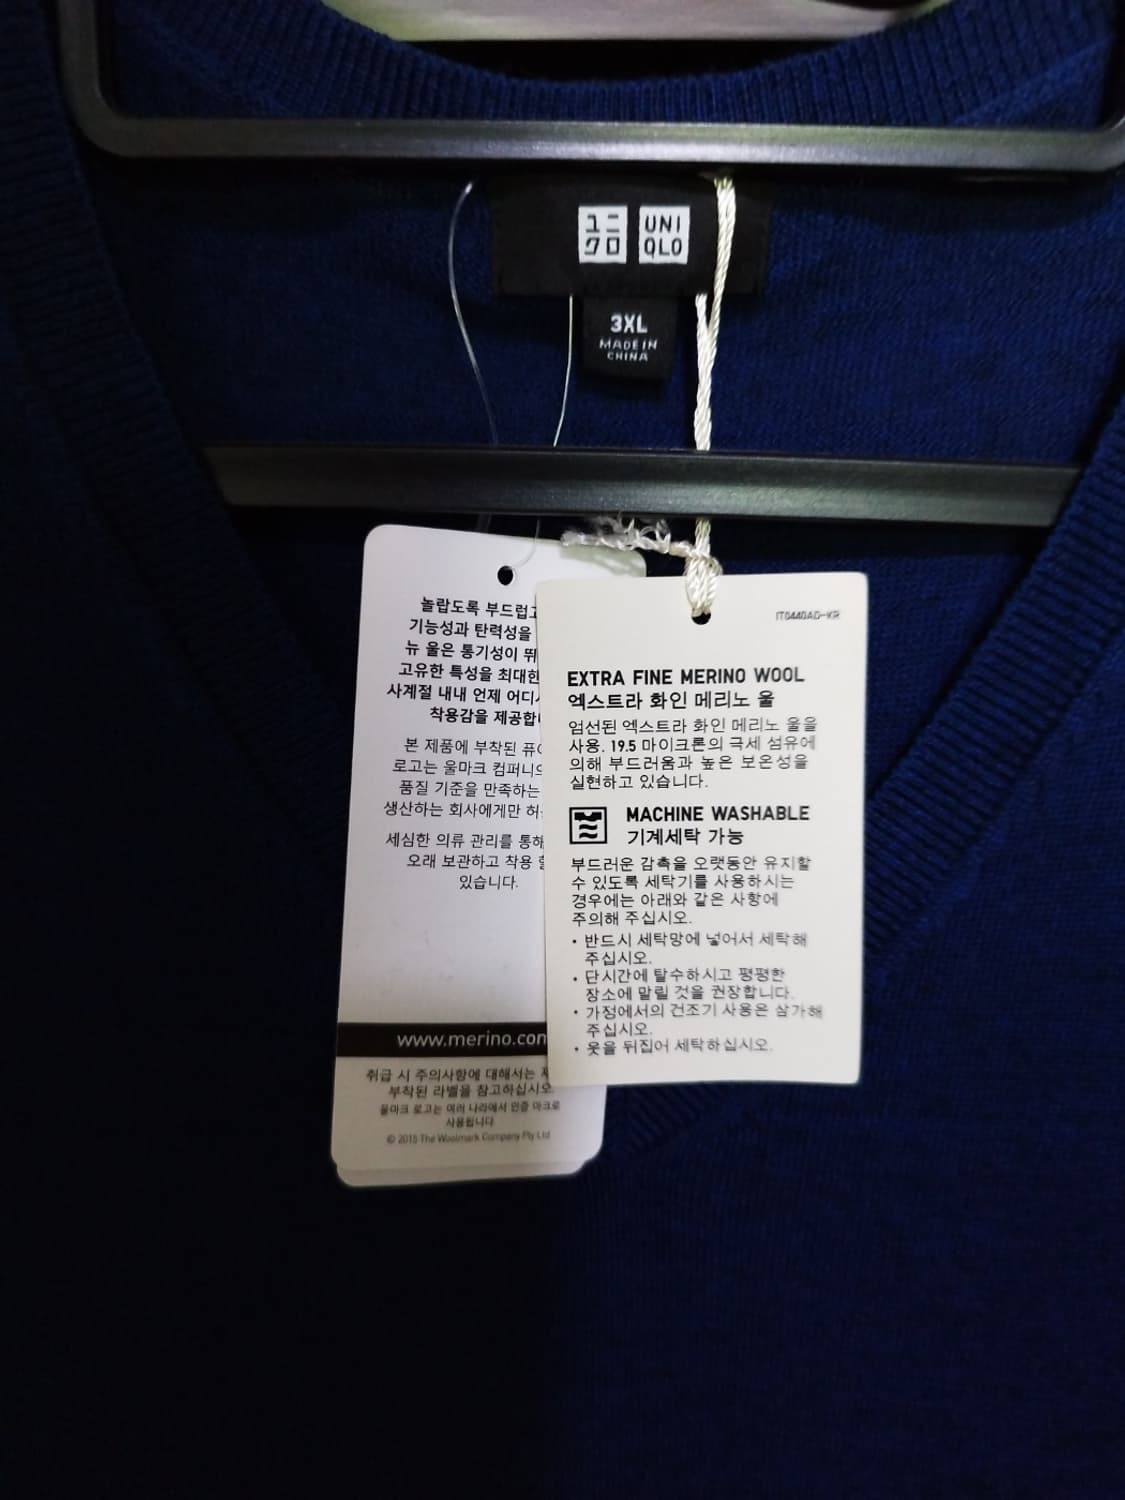 ユニ
クロ
UNI
QLO
3XL
MADE IN
CHINA
놀랍도록 부드럽고
기능성과 탄력성을
뉴 울은 통기성이
고유한 특성을 최대한
사계절 내내 언제
착용감을
본 제품에 부착된
로고는 울마크
품질 기준을 만족하는
생산하는 회사에게만
세심한 의류 관리를
오래 보관하고 착용
있습니다.
www.merino.com
취급 시 주의사항에 대해서는
부착된 라벨을 참고하십시오.
울마크 로고는 여러 나라에서 인증 마크로
사용됩니다
© 2015 The Woolmark Company Pty Ltd
IT0440AD-KR
EXTRA FINE MERINO WOOL
엑스트라 화인 메리노 울
엄선된 엑스트라 화인 메리노 울을
사용. 19.5 마이크론의 극세 섬유에
의해 부드러움과 높은 보온성을
실현하고 있습니다.
MACHINE WASHABLE
기계세탁 가능
부드러운 감촉을 오랫동안 유지할
수 있도록 세탁기를 사용하시는
경우에는 아래와 같은 사항에
주의해 주십시오.
• 반드시 세탁망에 넣어서 세탁해
주십시오.
• 단시간에 탈수하시고 평평한
장소에 말릴 것을 권장합니다.
• 가정에서의 건조기 사용은 삼가해
주십시오.
• 옷을 뒤집어 세탁하십시오.